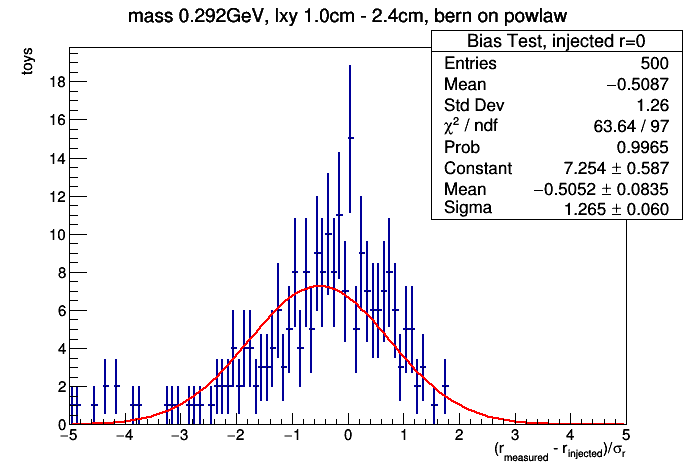 mass 0.292GeV, lxy 1.0cm - 2.4cm, bern on powlaw
toys
Bias Test, injected r=0
Entries 500
Mean −0.5087
Std Dev 1.26
χ² / ndf 63.64 / 97
Prob 0.9965
Constant 7.254 ± 0.587
Mean −0.5052 ± 0.0835
Sigma 1.265 ± 0.060
18
16
14
12
10
8
6
4
2
0
−5 −4 −3 −2 −1 0 1 2 3 4 5
(r_measured - r_injected)/σ_r